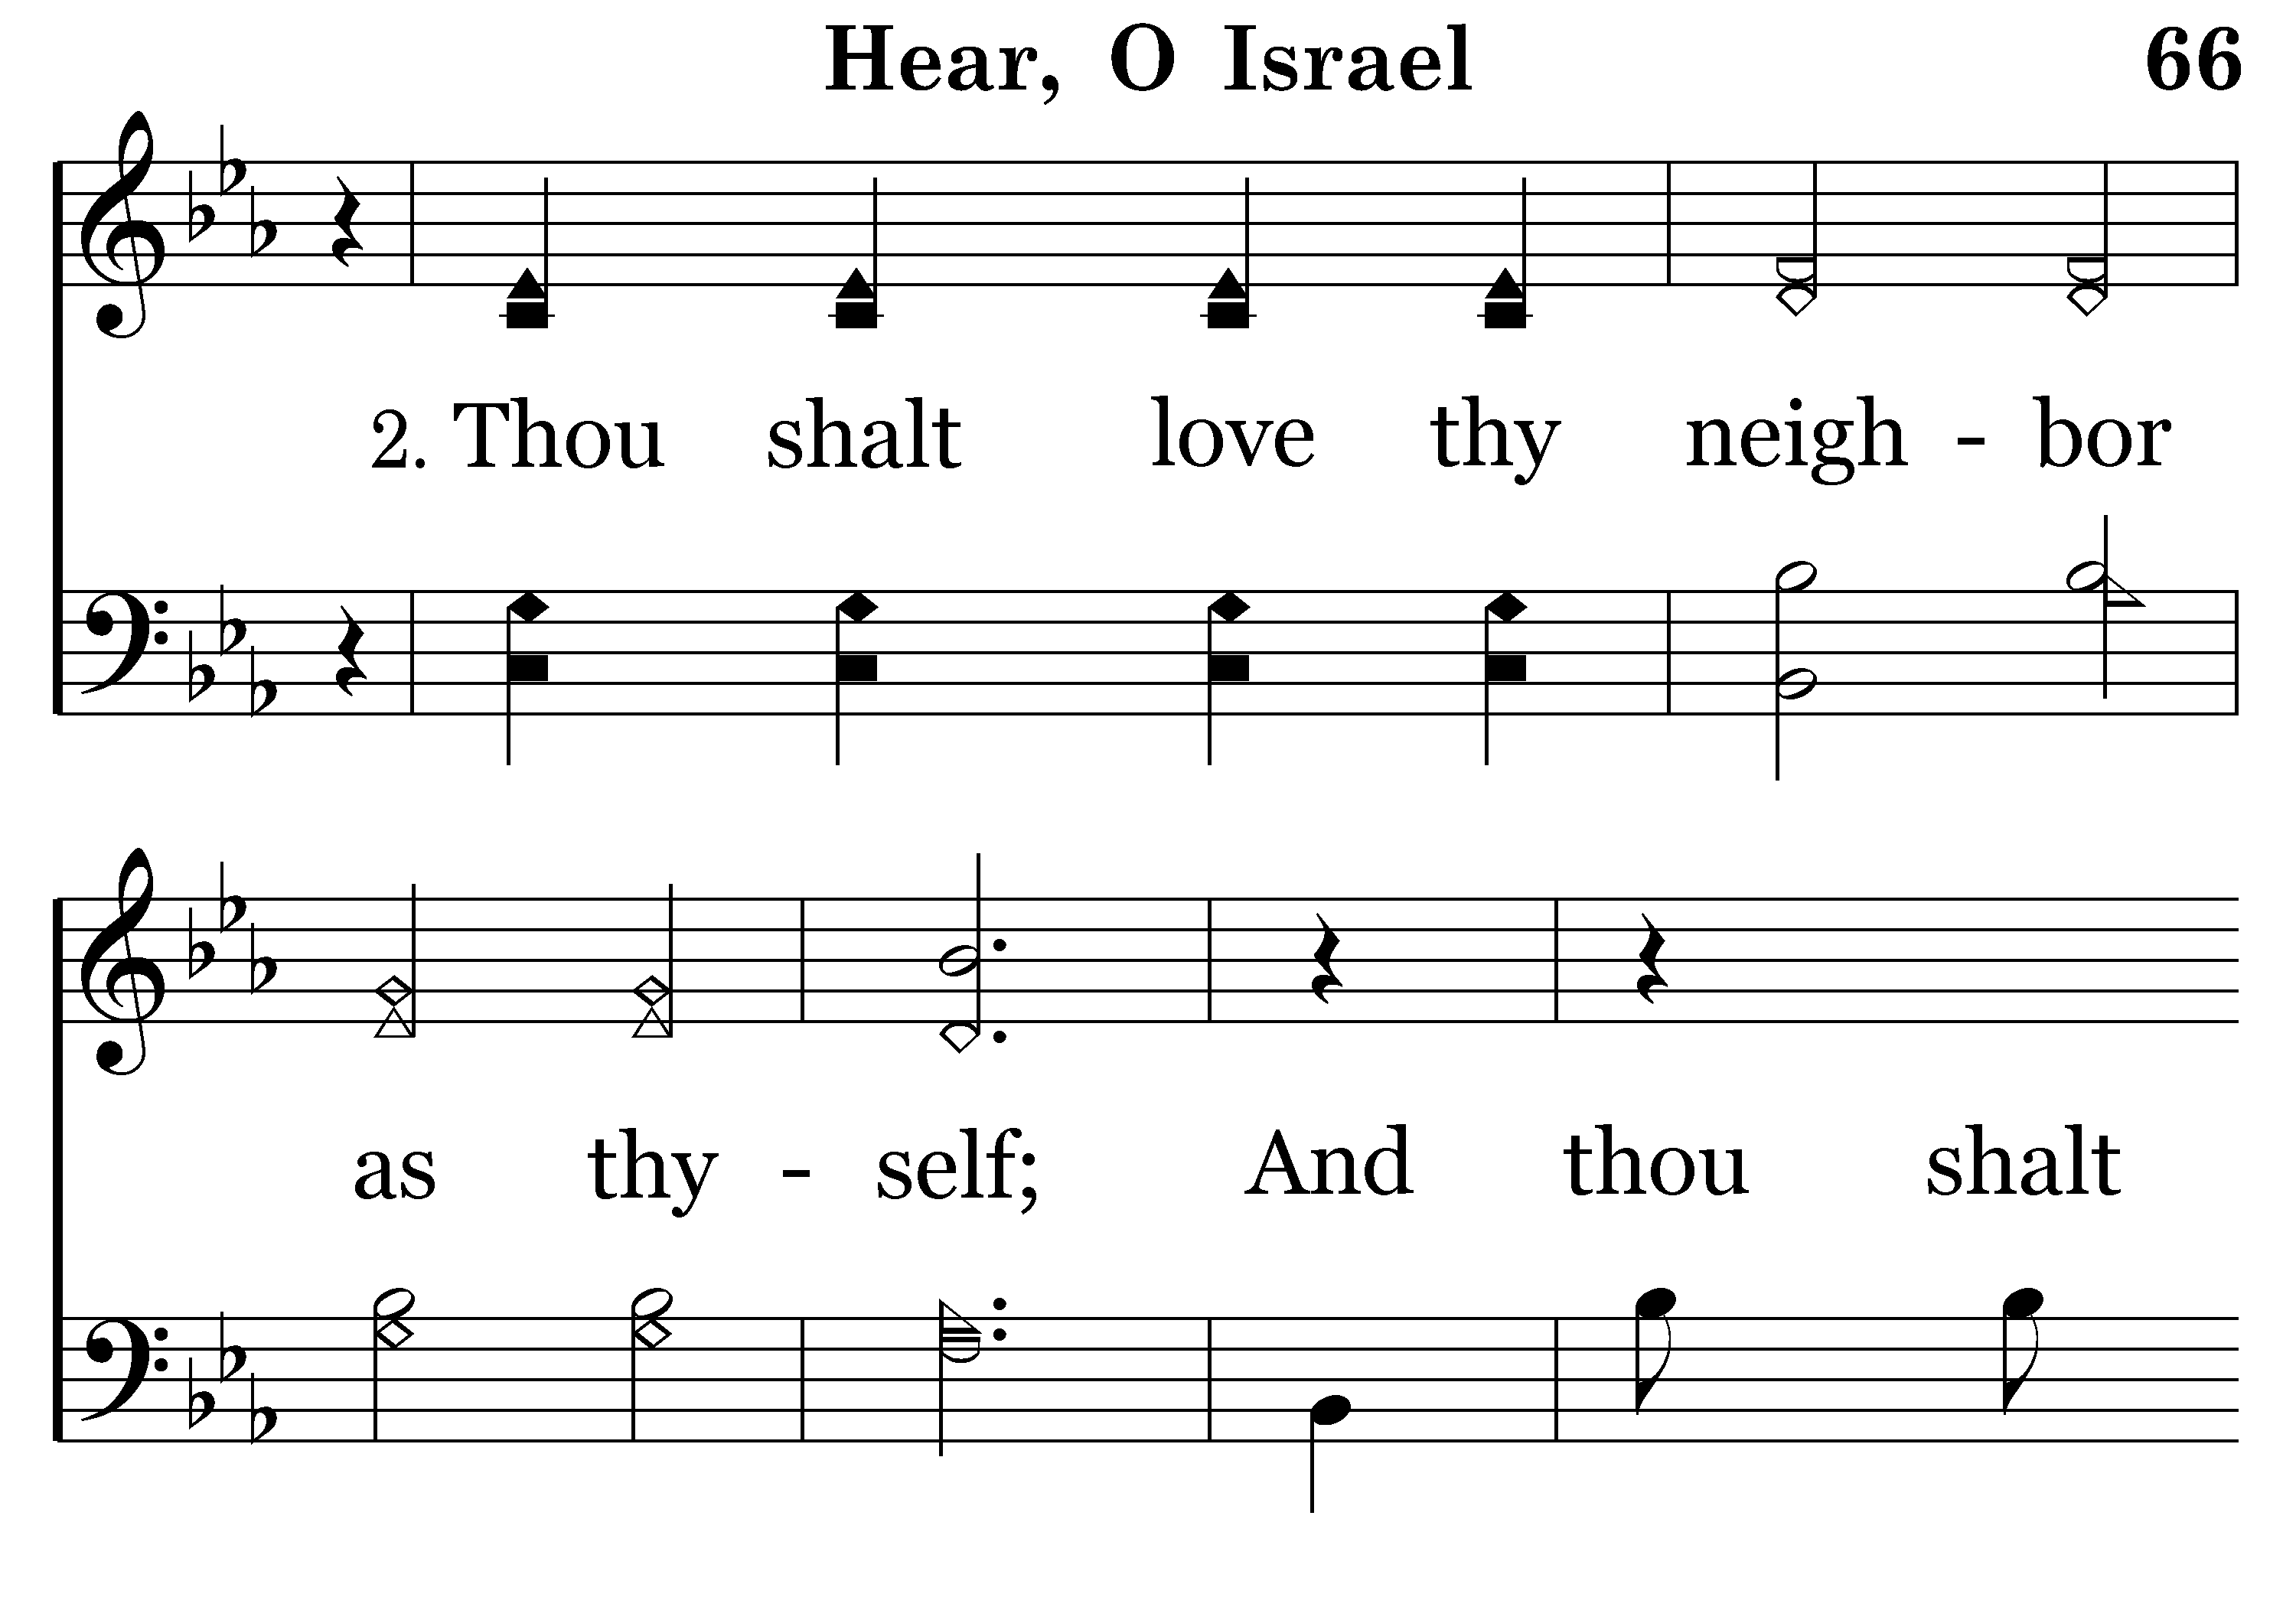 Hear, O Israel 66
2. Thou shalt love thy neigh - bor
as thy - self; And thou shalt